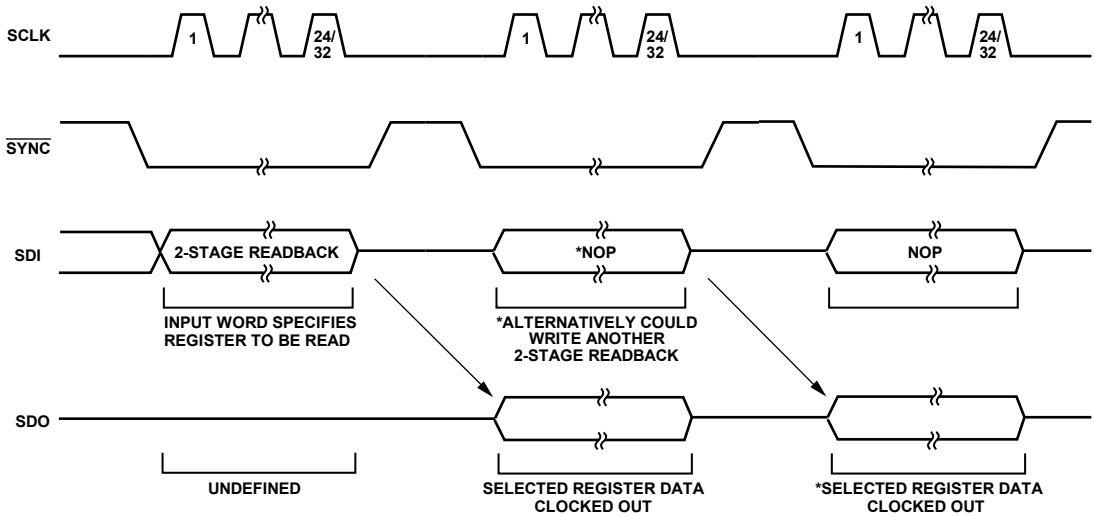 SCLK
1
24/
32
1
24/
32
1
24/
32
SYNC
SDI
2-STAGE READBACK
*NOP
NOP
INPUT WORD SPECIFIES
REGISTER TO BE READ
*ALTERNATIVELY COULD
WRITE ANOTHER
2-STAGE READBACK
SDO
UNDEFINED
SELECTED REGISTER DATA
CLOCKED OUT
*SELECTED REGISTER DATA
CLOCKED OUT